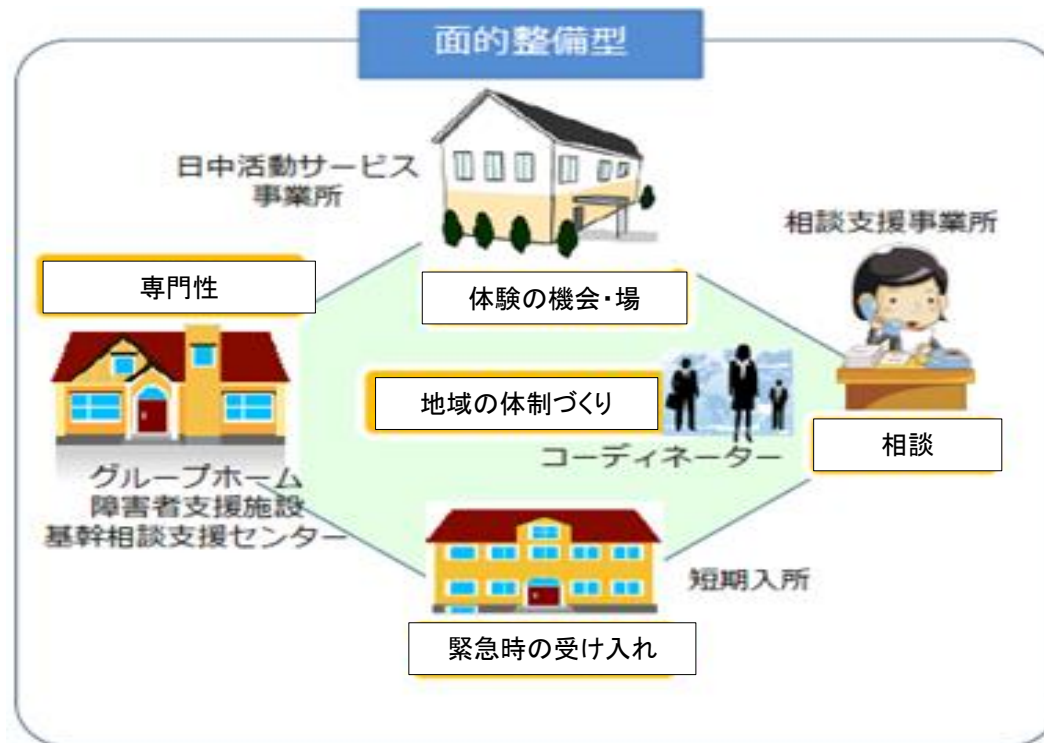 面的整備型
日中活動サービス
事業所
相談支援事業所
専門性
体験の機会・場
地域の体制づくり
コーディネーター
相談
グループホーム
障害者支援施設
基幹相談支援センター
短期入所
緊急時の受け入れ